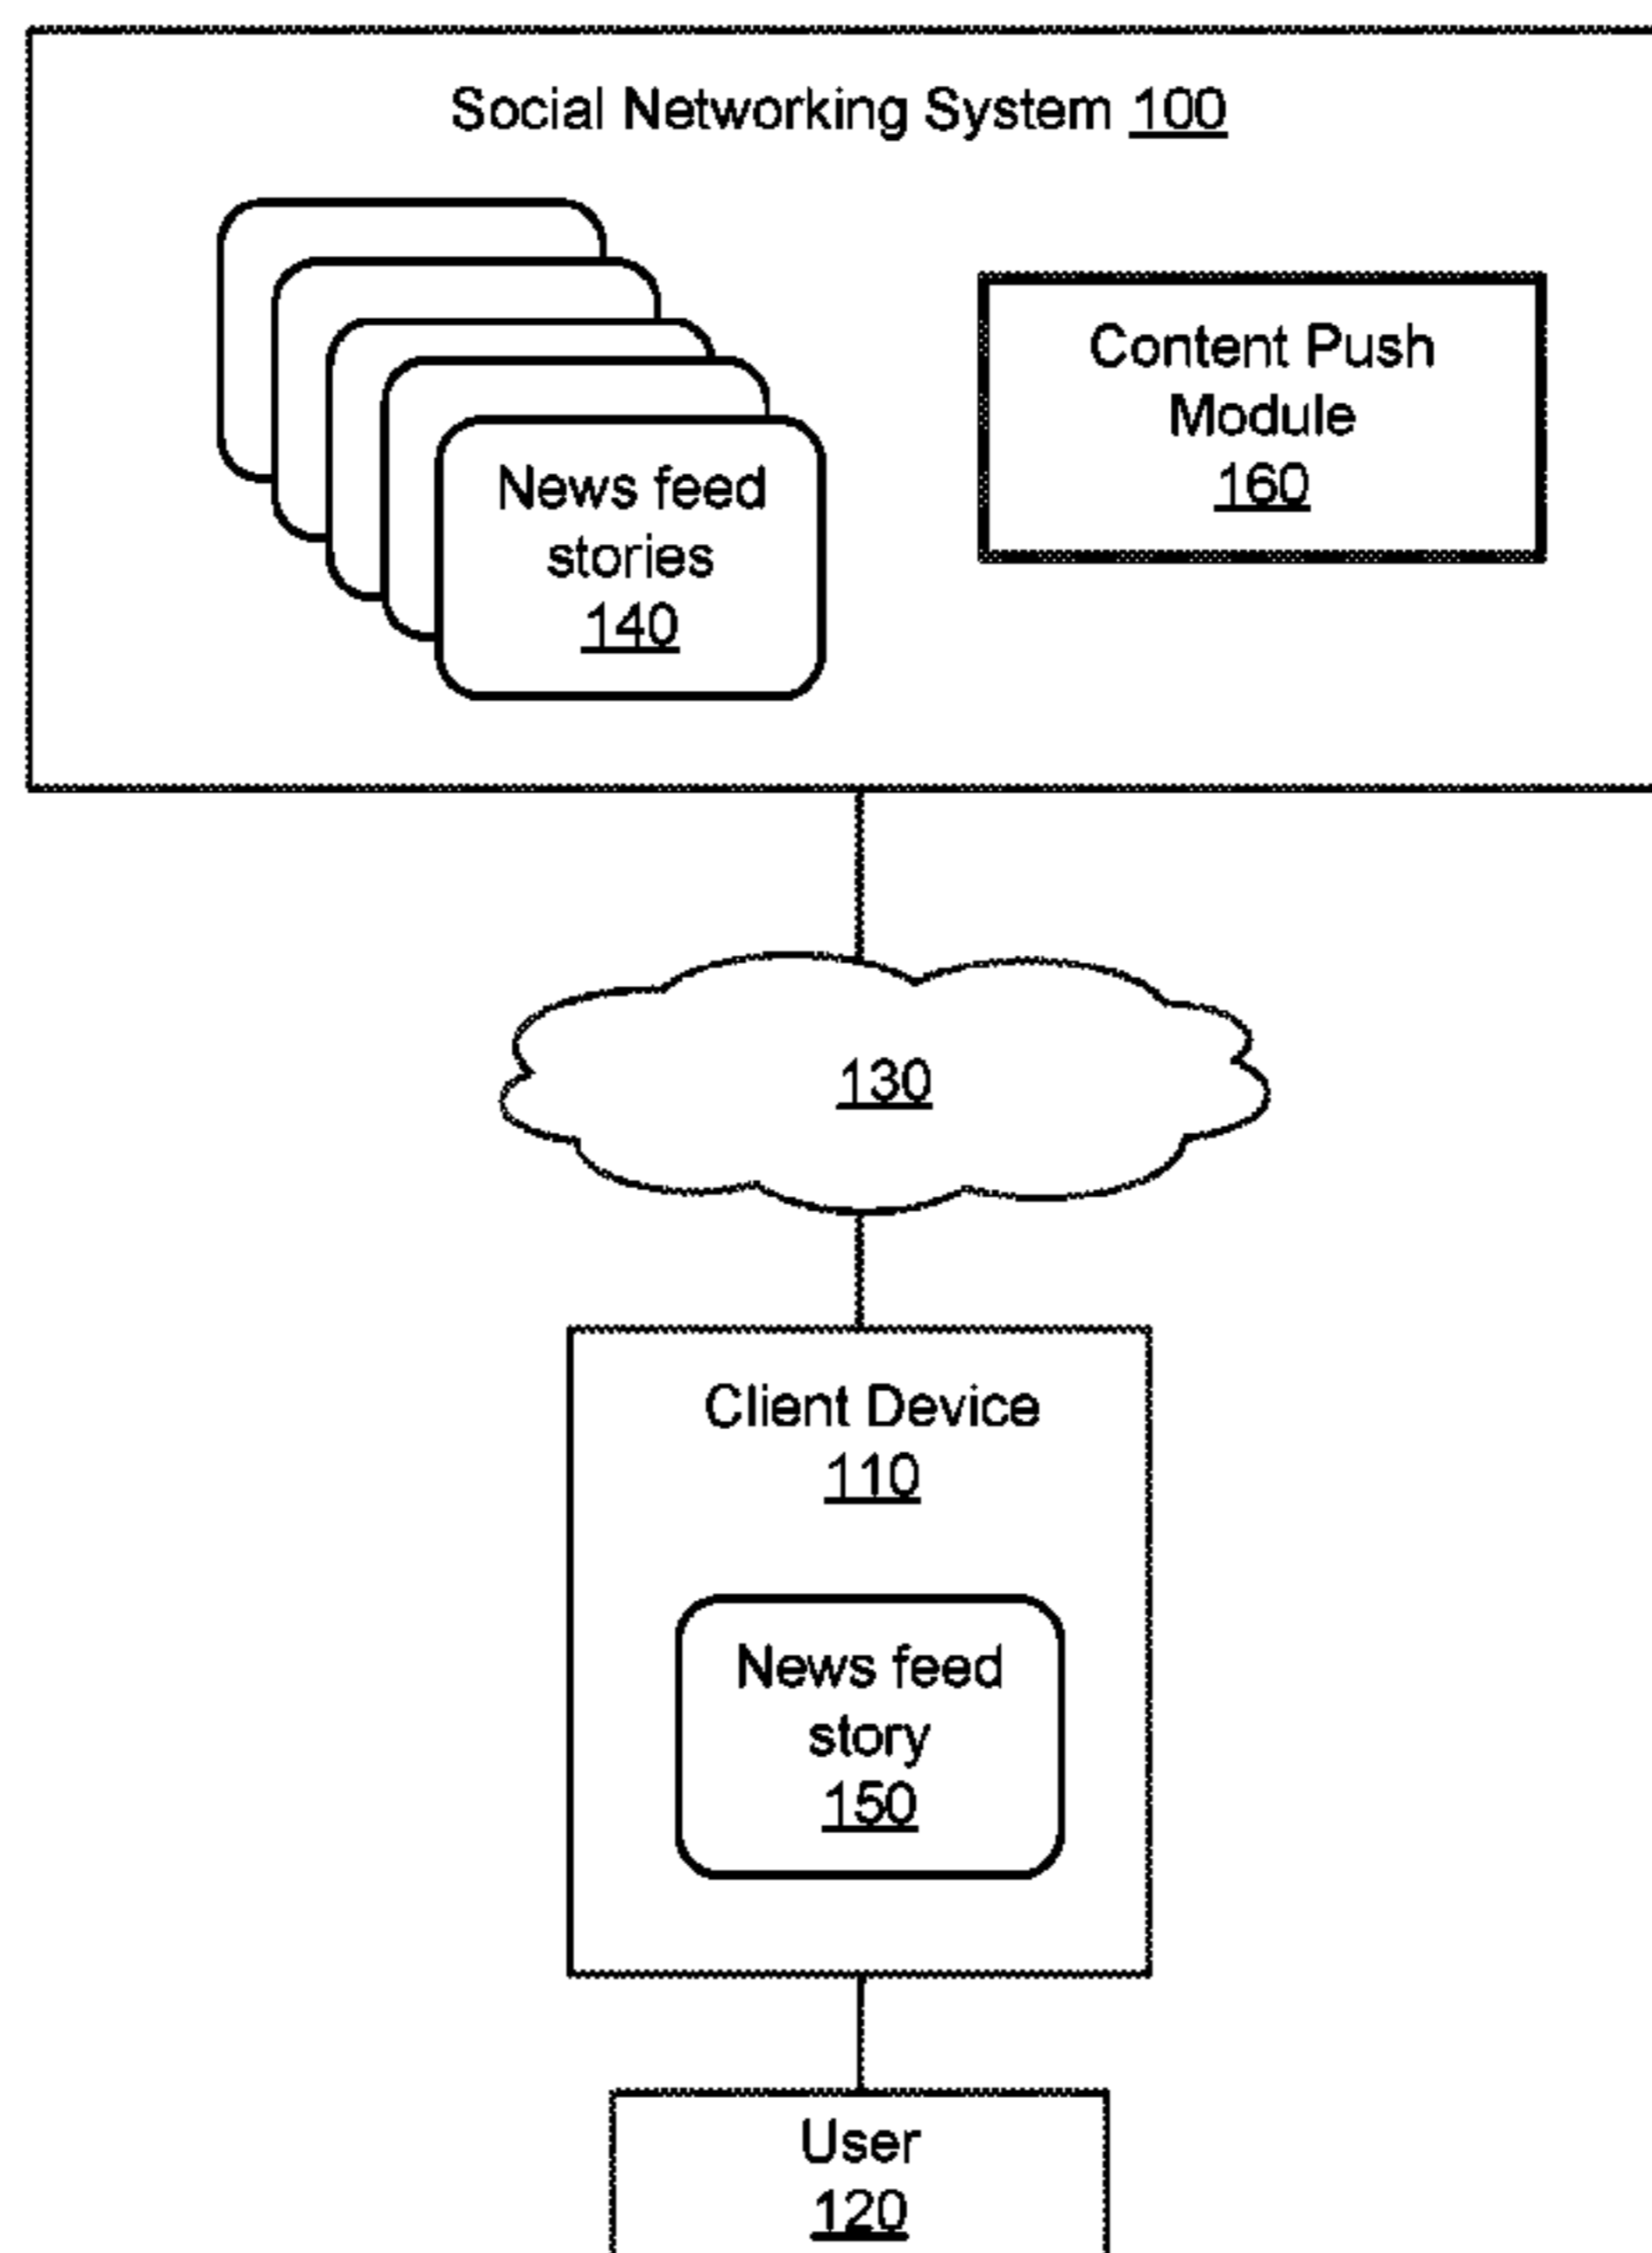 Social Networking System 100
News feed
stories
140
Content Push
Module
160
130
Client Device
110
News feed
story
150
User
120